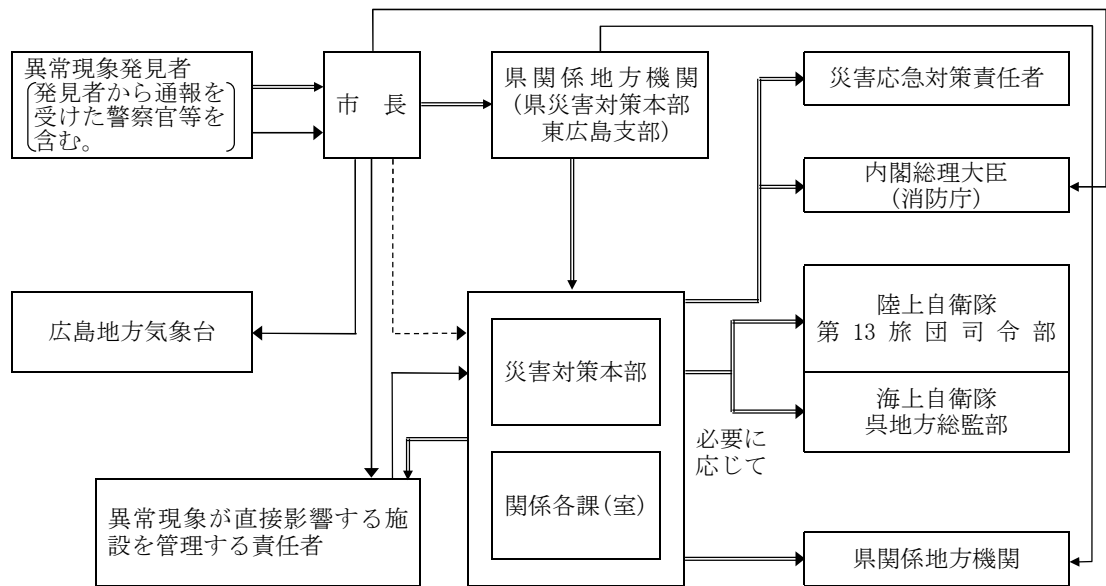 異常現象発見者
発見者から通報を
受けた警察官等を
含む。
市　長
県関係地方機関
(県災害対策本部
東広島支部)
災害応急対策責任者
内閣総理大臣
(消防庁)
広島地方気象台
災害対策本部
陸上自衛隊
第 13 旅 団 司 令 部
海上自衛隊
呉地方総監部
必要に
応じて
異常現象が直接影響する施
設を管理する責任者
関係各課(室)
県関係地方機関